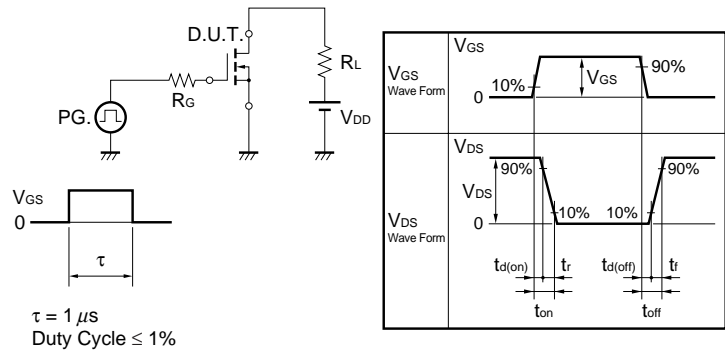 D.U.T.
RL
RG
PG.
VDD
VGS
0
τ
τ = 1 μs
Duty Cycle ≤ 1%
VGS
Wave Form
VGS
10%
VGS
90%
0
VDS
Wave Form
VDS
90%
VDS
90%
10%
10%
0
td(on)
tr
td(off)
tf
ton
toff